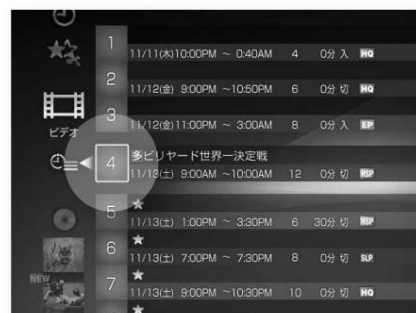 1
11/11(木)10:00PM ～ 0:40AM 4 0分 入 HQ
2
11/12(金) 9:00PM ～10:50PM 6 0分 切 HQ
3
11/12(金)11:00PM ～ 3:00AM 8 0分 入 EP
ビデオ
4
多ビリヤード世界一決定戦
11/13(土) 9:00AM ～10:00AM 12 0分 切 RSP
5
★
11/13(土) 1:00PM ～ 3:30PM 6 30分 切 RSP
6
★
11/13(土) 7:00PM ～ 7:30PM 8 0分 切 SLP
NEW
7
★
11/13(土) 9:00PM ～10:30PM 10 0分 切 HQ
★